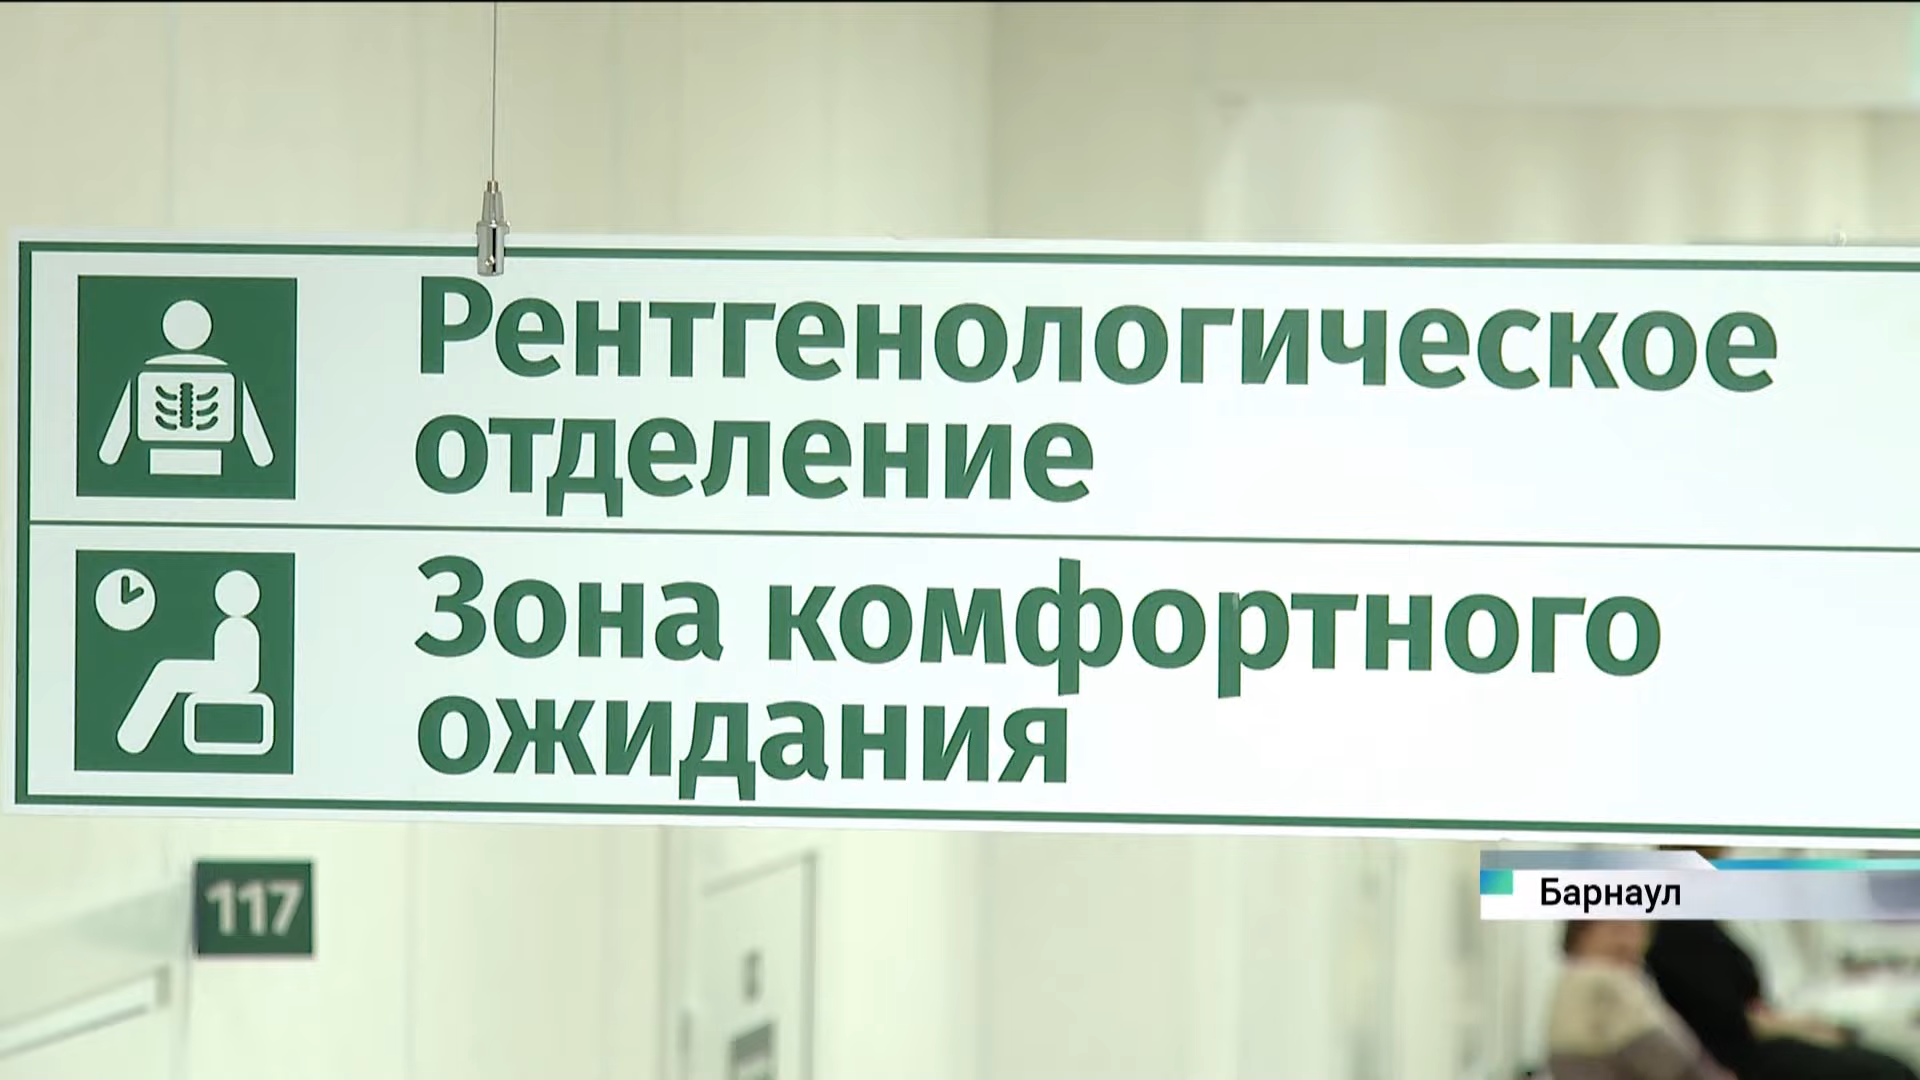 Рентгенологическое
отделение
Зона комфортного
ожидания
117
Барнаул